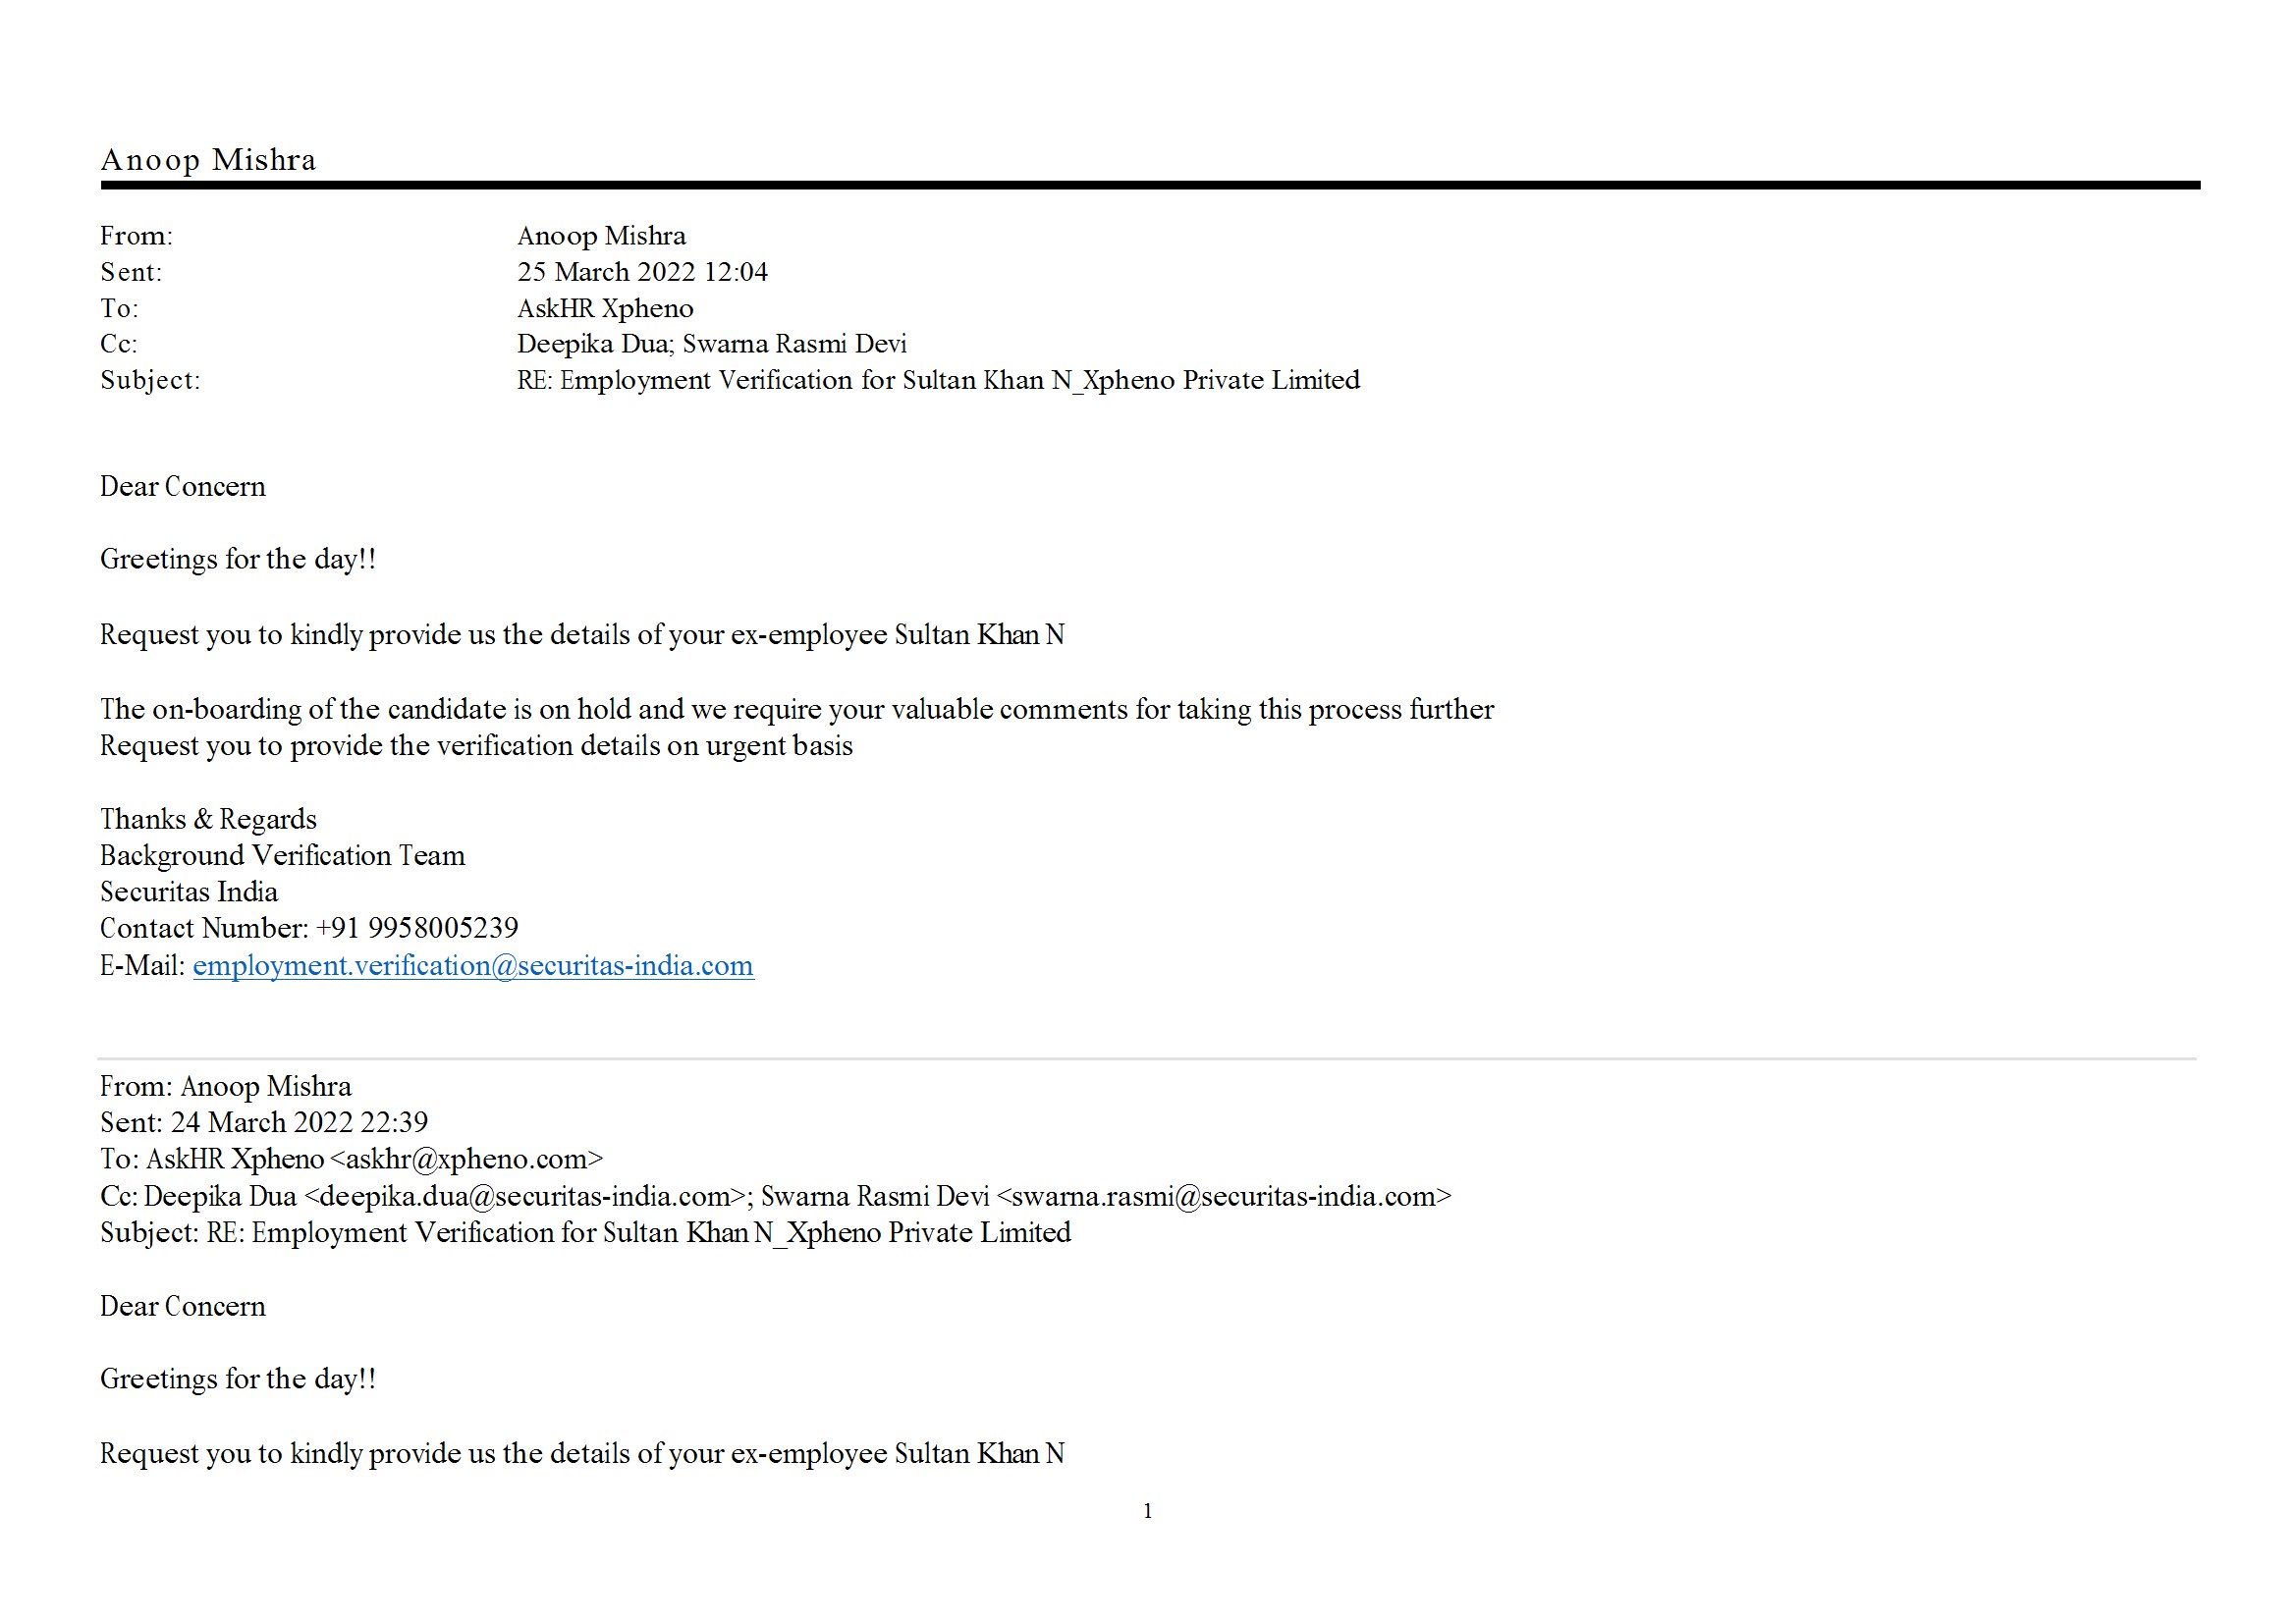 Anoop Mishra
From: Anoop Mishra
Sent: 25 March 2022 12:04
To: AskHR Xpheno
Cc: Deepika Dua; Swarna Rasmi Devi
Subject: RE: Employment Verification for Sultan Khan N_Xpheno Private Limited
Dear Concern
Greetings for the day!!
Request you to kindly provide us the details of your ex-employee Sultan Khan N
The on-boarding of the candidate is on hold and we require your valuable comments for taking this process further
Request you to provide the verification details on urgent basis
Thanks & Regards
Background Verification Team
Securitas India
Contact Number: +91 9958005239
E-Mail: employment.verification@securitas-india.com
From: Anoop Mishra
Sent: 24 March 2022 22:39
To: AskHR Xpheno <askhr@xpheno.com>
Cc: Deepika Dua <deepika.dua@securitas-india.com>; Swarna Rasmi Devi <swarna.rasmi@securitas-india.com>
Subject: RE: Employment Verification for Sultan Khan N_Xpheno Private Limited
Dear Concern
Greetings for the day!!
Request you to kindly provide us the details of your ex-employee Sultan Khan N
1